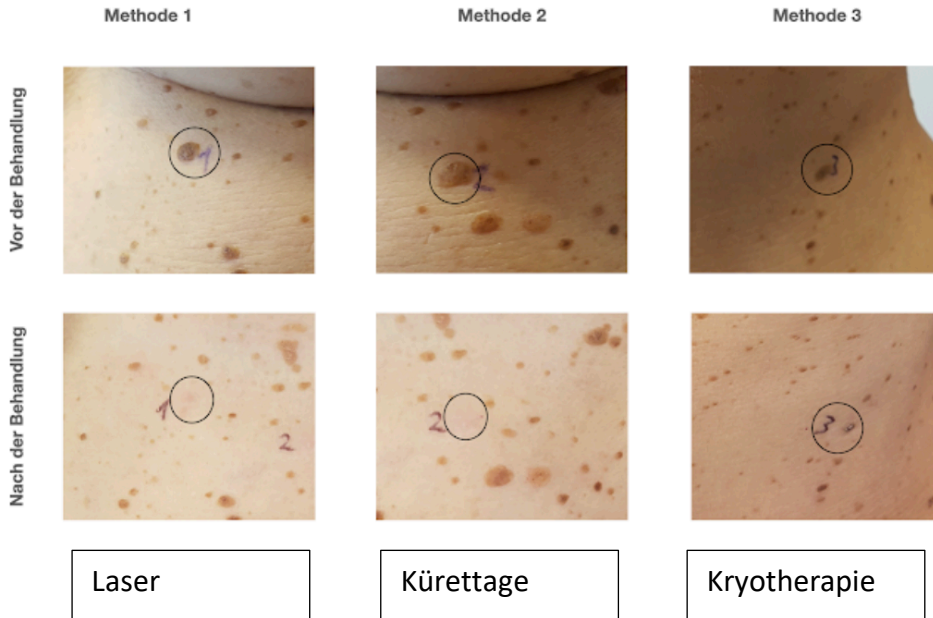 Methode 1
Methode 2
Methode 3
Vor der Behandlung
1
2
3
Nach der Behandlung
1
2
2
3
Laser
Kürettage
Kryotherapie